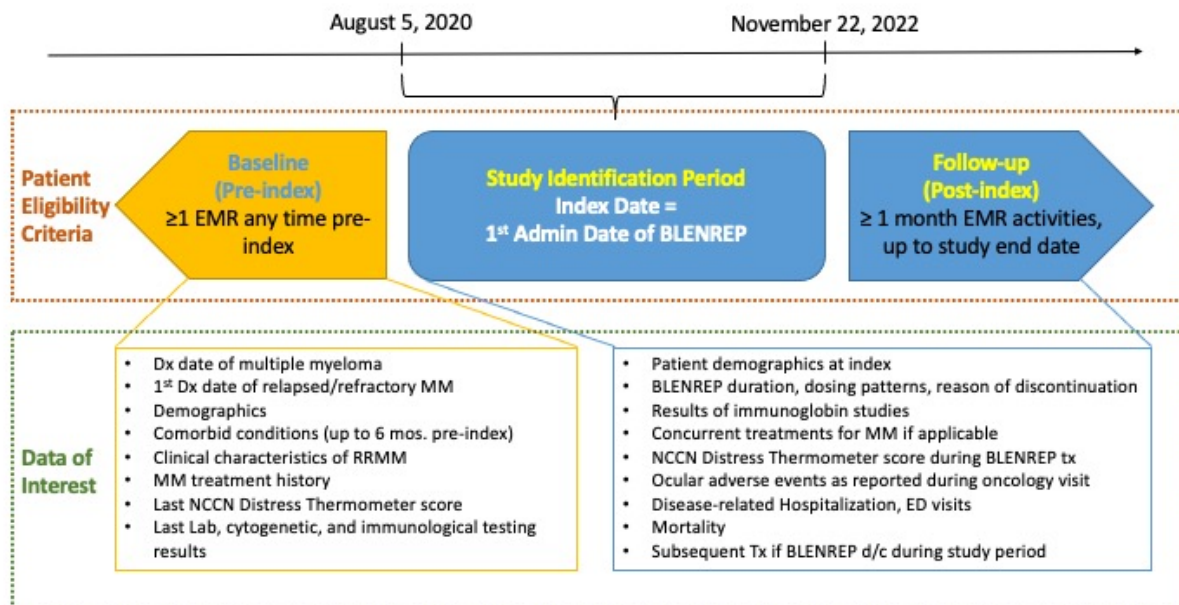 August 5, 2020
November 22, 2022
Patient
Eligibility
Criteria
Baseline
(Pre-index)
≥1 EMR any time pre-
index
Study Identification Period
Index Date =
1st Admin Date of BLENREP
Follow-up
(Post-index)
≥ 1 month EMR activities,
up to study end date
Data of
Interest
• Dx date of multiple myeloma
• 1st Dx date of relapsed/refractory MM
• Demographics
• Comorbid conditions (up to 6 mos. pre-index)
• Clinical characteristics of RRMM
• MM treatment history
• Last NCCN Distress Thermometer score
• Last Lab, cytogenetic, and immunological testing
results
• Patient demographics at index
• BLENREP duration, dosing patterns, reason of discontinuation
• Results of immunoglobin studies
• Concurrent treatments for MM if applicable
• NCCN Distress Thermometer score during BLENREP tx
• Ocular adverse events as reported during oncology visit
• Disease-related Hospitalization, ED visits
• Mortality
• Subsequent Tx if BLENREP d/c during study period